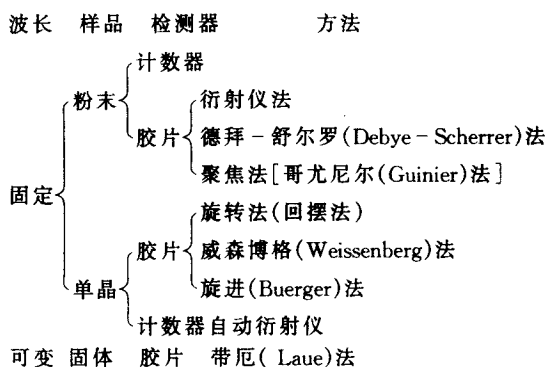 波长 样品 检测器 方法
计数器
粉末
衍射仪法
胶片 德拜-舒尔罗(Debye-Scherrer)法
聚焦法[哥尤尼尔(Guinier)法]
固定
旋转法(回摆法)
胶片 威森博格(Weissenberg)法
单晶 旋进(Buerger)法
计数器自动衍射仪
可变 固体 胶片 带厄(Laue)法